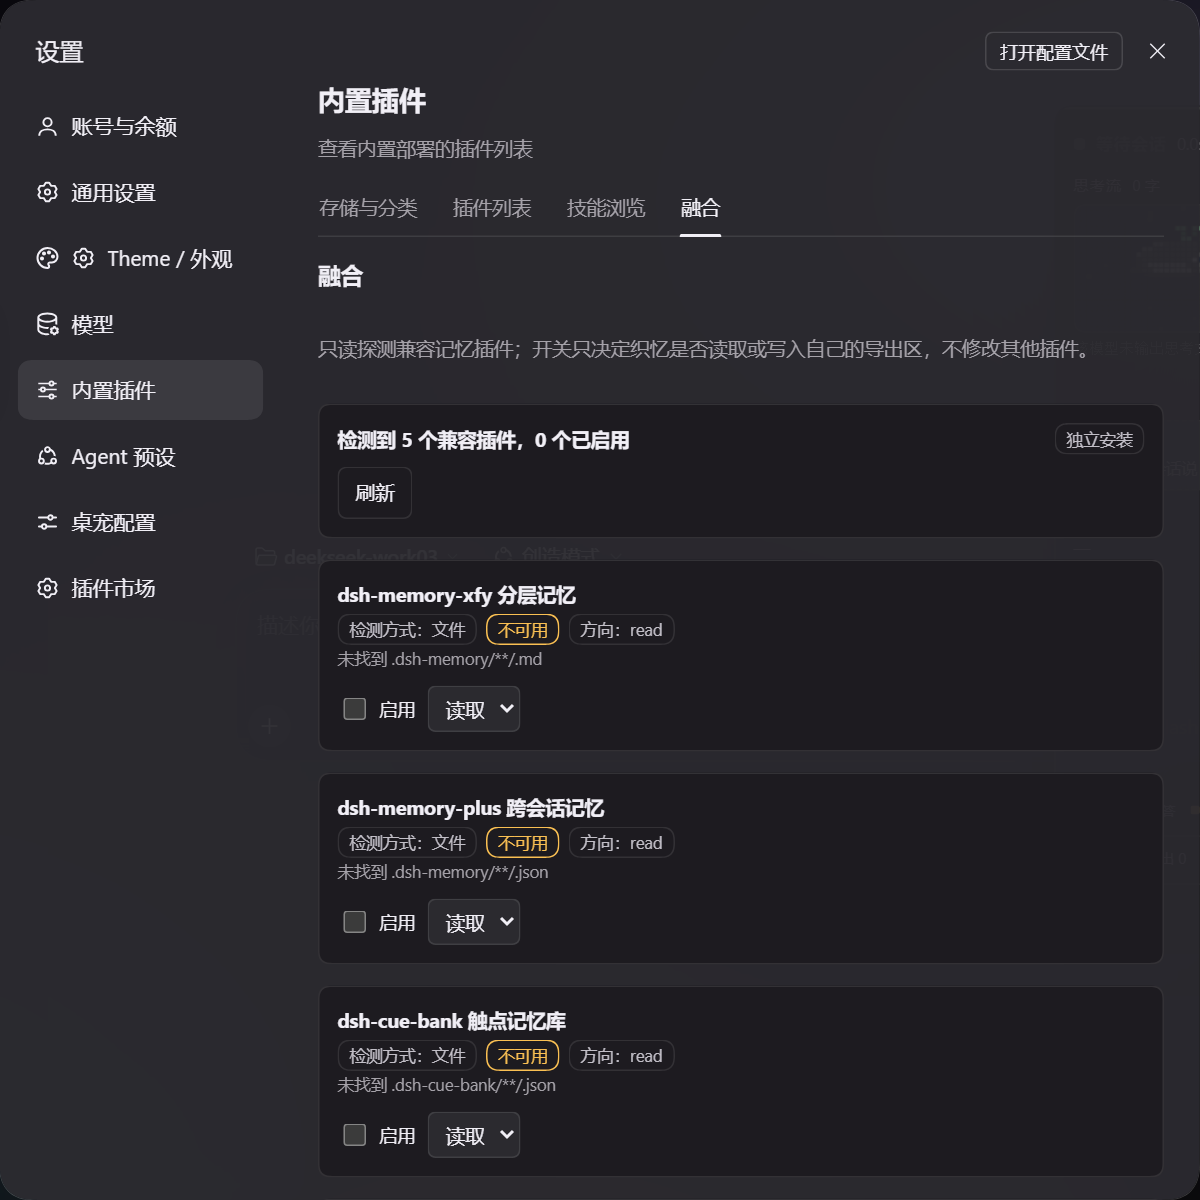 设置
打开配置文件
账号与余额
通用设置
Theme / 外观
模型
内置插件
Agent 预设
桌宠配置
插件市场
内置插件
查看内置部署的插件列表
存储与分类 插件列表 技能浏览 融合
融合
只读探测兼容记忆插件；开关只决定织忆是否读取或写入自己的导出区，不修改其他插件。
检测到 5 个兼容插件，0 个已启用
独立安装
刷新
deekseek-work03 创造模式
dsh-memory-xfy 分层记忆
检测方式：文件 不可用 方向：read
未找到 .dsh-memory/**/.md
启用 读取
dsh-memory-plus 跨会话记忆
检测方式：文件 不可用 方向：read
未找到 .dsh-memory/**/.json
启用 读取
dsh-cue-bank 触点记忆库
检测方式：文件 不可用 方向：read
未找到 .dsh-cue-bank/**/.json
启用 读取